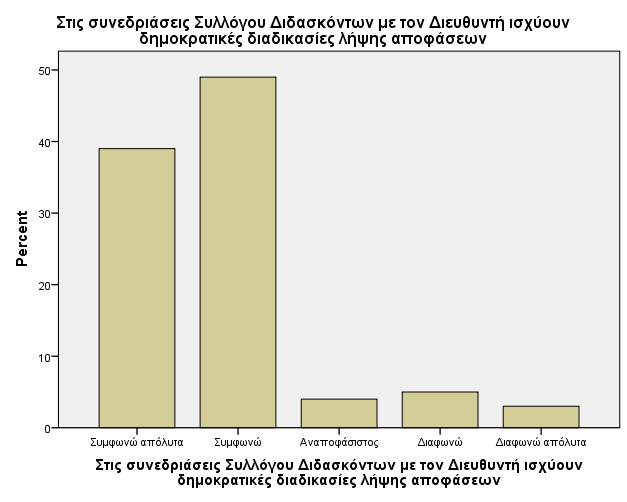 Στις συνεδριάσεις Συλλόγου Διδασκόντων με τον Διευθυντή ισχύουν
δημοκρατικές διαδικασίες λήψης αποφάσεων
50
40
30
20
10
0
Percent
Συμφωνώ απόλυτα
Συμφωνώ
Αναποφάσιστος
Διαφωνώ
Διαφωνώ απόλυτα
Στις συνεδριάσεις Συλλόγου Διδασκόντων με τον Διευθυντή ισχύουν
δημοκρατικές διαδικασίες λήψης αποφάσεων